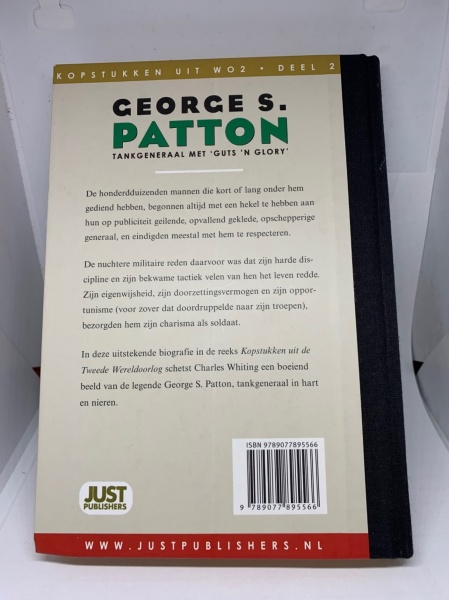 KOPSTUKKEN UIT WO2 • DEEL 2
GEORGE S.
PATTON
TANKGENERAAL MET 'GUTS 'N GLORY'
De honderdduizenden mannen die kort of lang onder hem
gediend hebben, begonnen altijd met een hekel te hebben aan
hun op publiciteit geilende, opvallend geklede, opschepperige
generaal, en eindigden meestal met hem te respecteren.
De nuchtere militaire reden daarvoor was dat zijn harde dis-
cipline en zijn bekwame tactiek velen van hen het leven redde.
Zijn eigenwijsheid, zijn doorzettingsvermogen en zijn oppor-
tunisme (voor zover dat doordruppelde naar zijn troepen),
bezorgden hem zijn charisma als soldaat.
In deze uitstekende biografie in de reeks Kopstukken uit de
Tweede Wereldoorlog schetst Charles Whiting een boeiend
beeld van de legende George S. Patton, tankgeneraal in hart
en nieren.
ISBN 9789077895566
9 789077 895566
JUST
PUBLISHERS
WWW.JUSTPUBLISHERS.NL